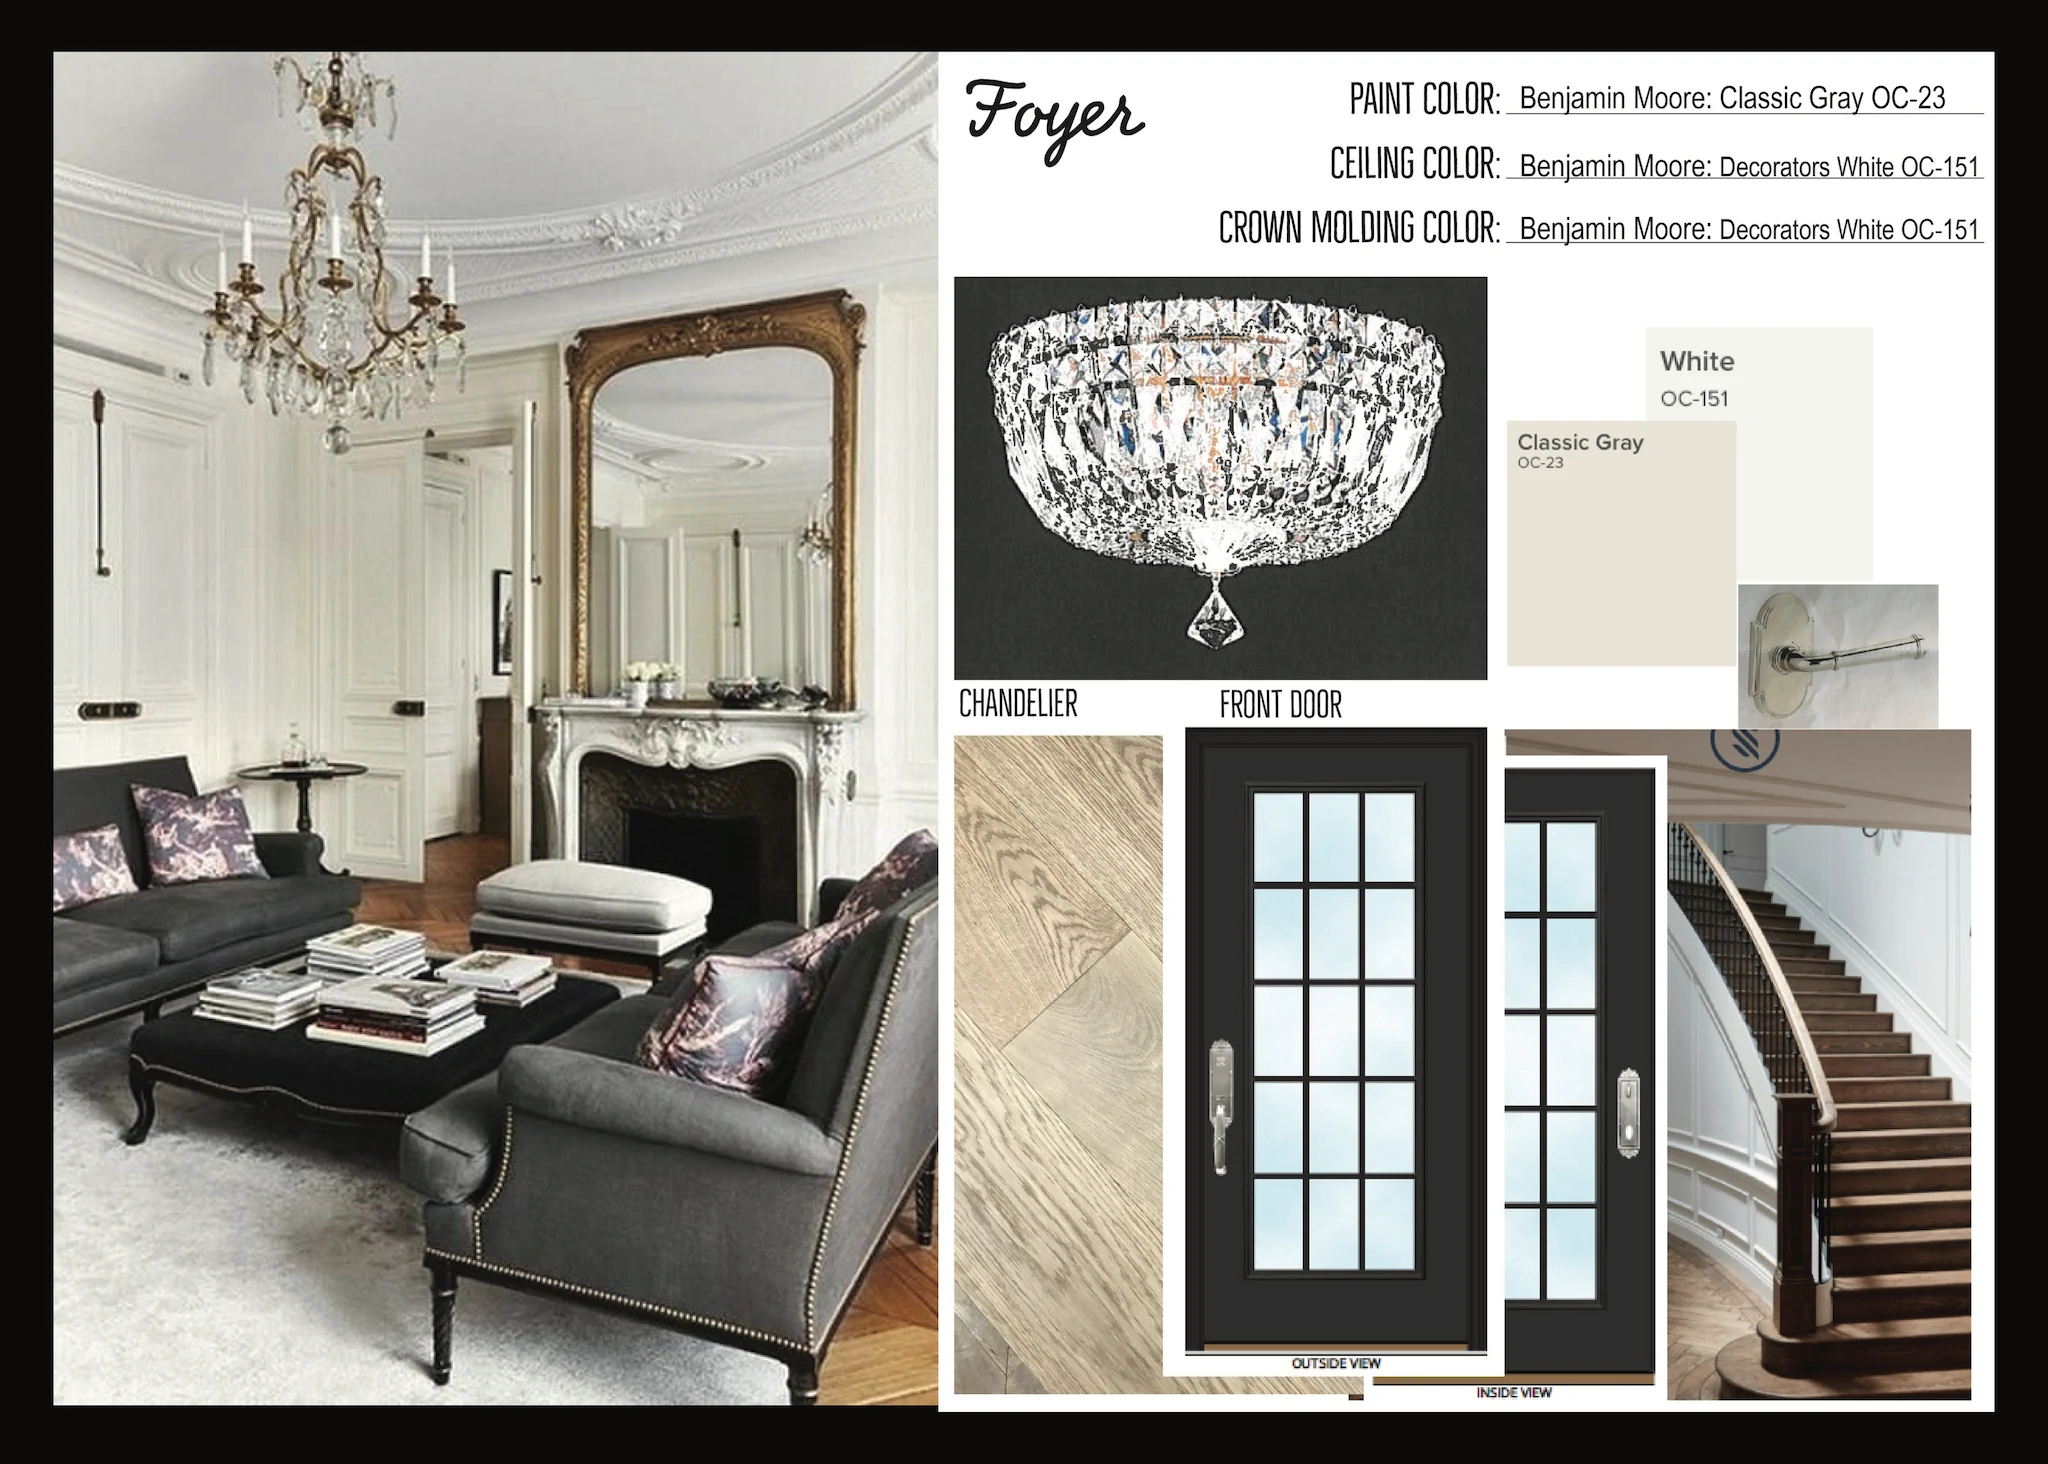 Foyer
PAINT COLOR: Benjamin Moore: Classic Gray OC-23
CEILING COLOR: Benjamin Moore: Decorators White OC-151
CROWN MOLDING COLOR: Benjamin Moore: Decorators White OC-151
White
OC-151
Classic Gray
OC-23
CHANDELIER
FRONT DOOR
OUTSIDE VIEW
INSIDE VIEW